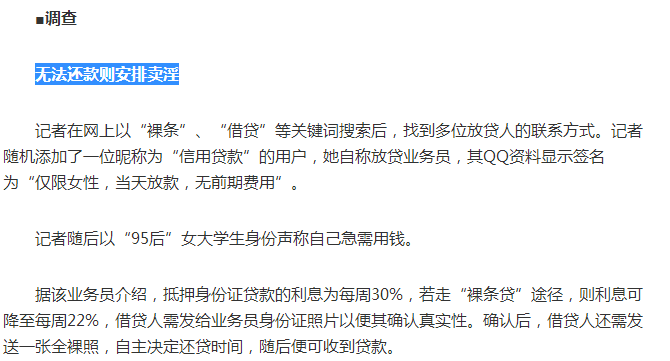 ■调查
无法还款则安排卖淫
记者在网上以“裸条”、“借贷”等关键词搜索后，找到多位放贷人的联系方式。记者
随机添加了一位昵称为“信用贷款”的用户，她自称放贷业务员，其QQ资料显示签名
为“仅限女性，当天放款，无前期费用”。
记者随后以“95后”女大学生身份声称自己急需用钱。
据该业务员介绍，抵押身份证贷款的利息为每周30%，若走“裸条贷”途径，则利息可
降至每周22%，借贷人需发给业务员身份证照片以便其确认真实性。确认后，借贷人还需发
送一张全裸照，自主决定还贷时间，随后便可收到贷款。